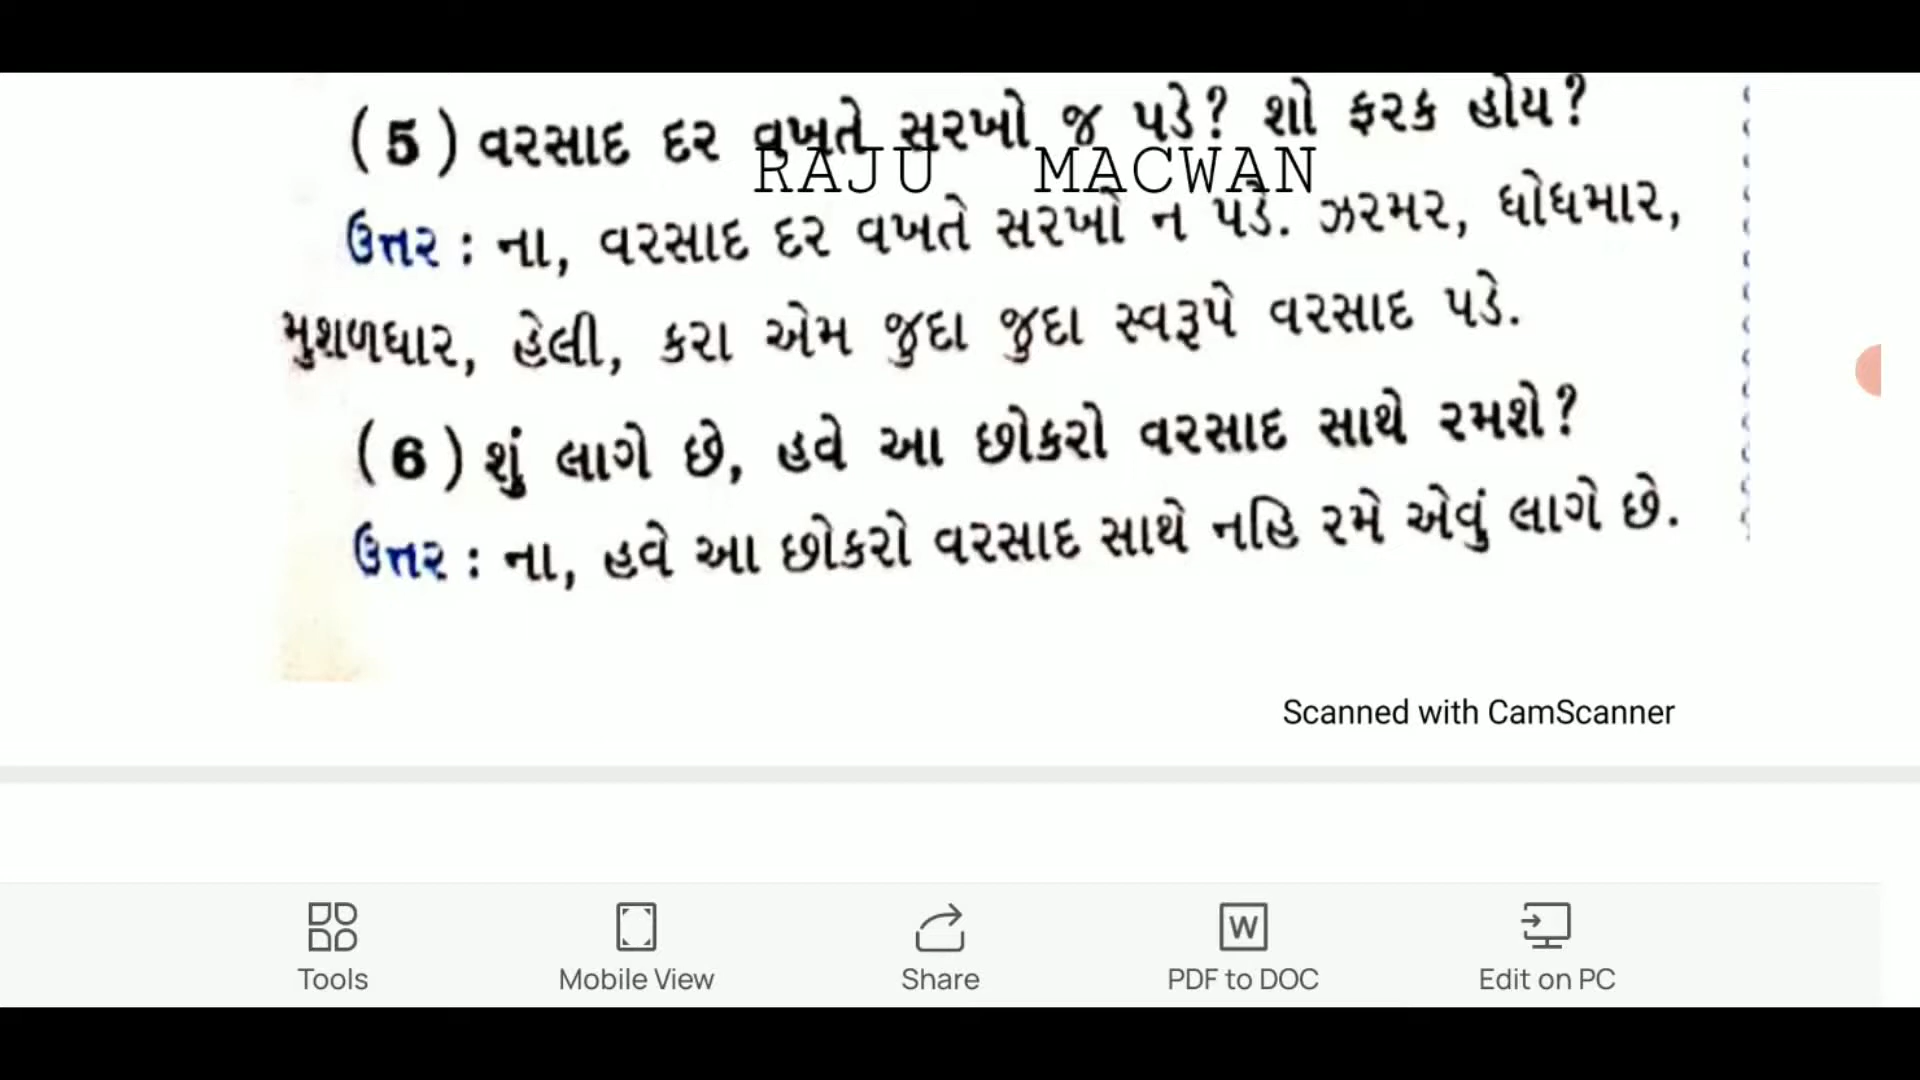 (5) વરસાદ દર વખતે સરખો જ પડે? શો ફરક હોય?
RAJU MACWAN
ઉત્તર : ના, વરસાદ દર વખતે સરખો ન પડે. ઝરમર, ધોધમાર,
મુશળધાર, હેલી, કરા એમ જુદા જુદા સ્વરૂપે વરસાદ પડે.
(6) શું લાગે છે, હવે આ છોકરો વરસાદ સાથે રમશે?
ઉત્તર : ના, હવે આ છોકરો વરસાદ સાથે નહિ રમે એવું લાગે છે.
Scanned with CamScanner
Tools Mobile View Share PDF to DOC Edit on PC